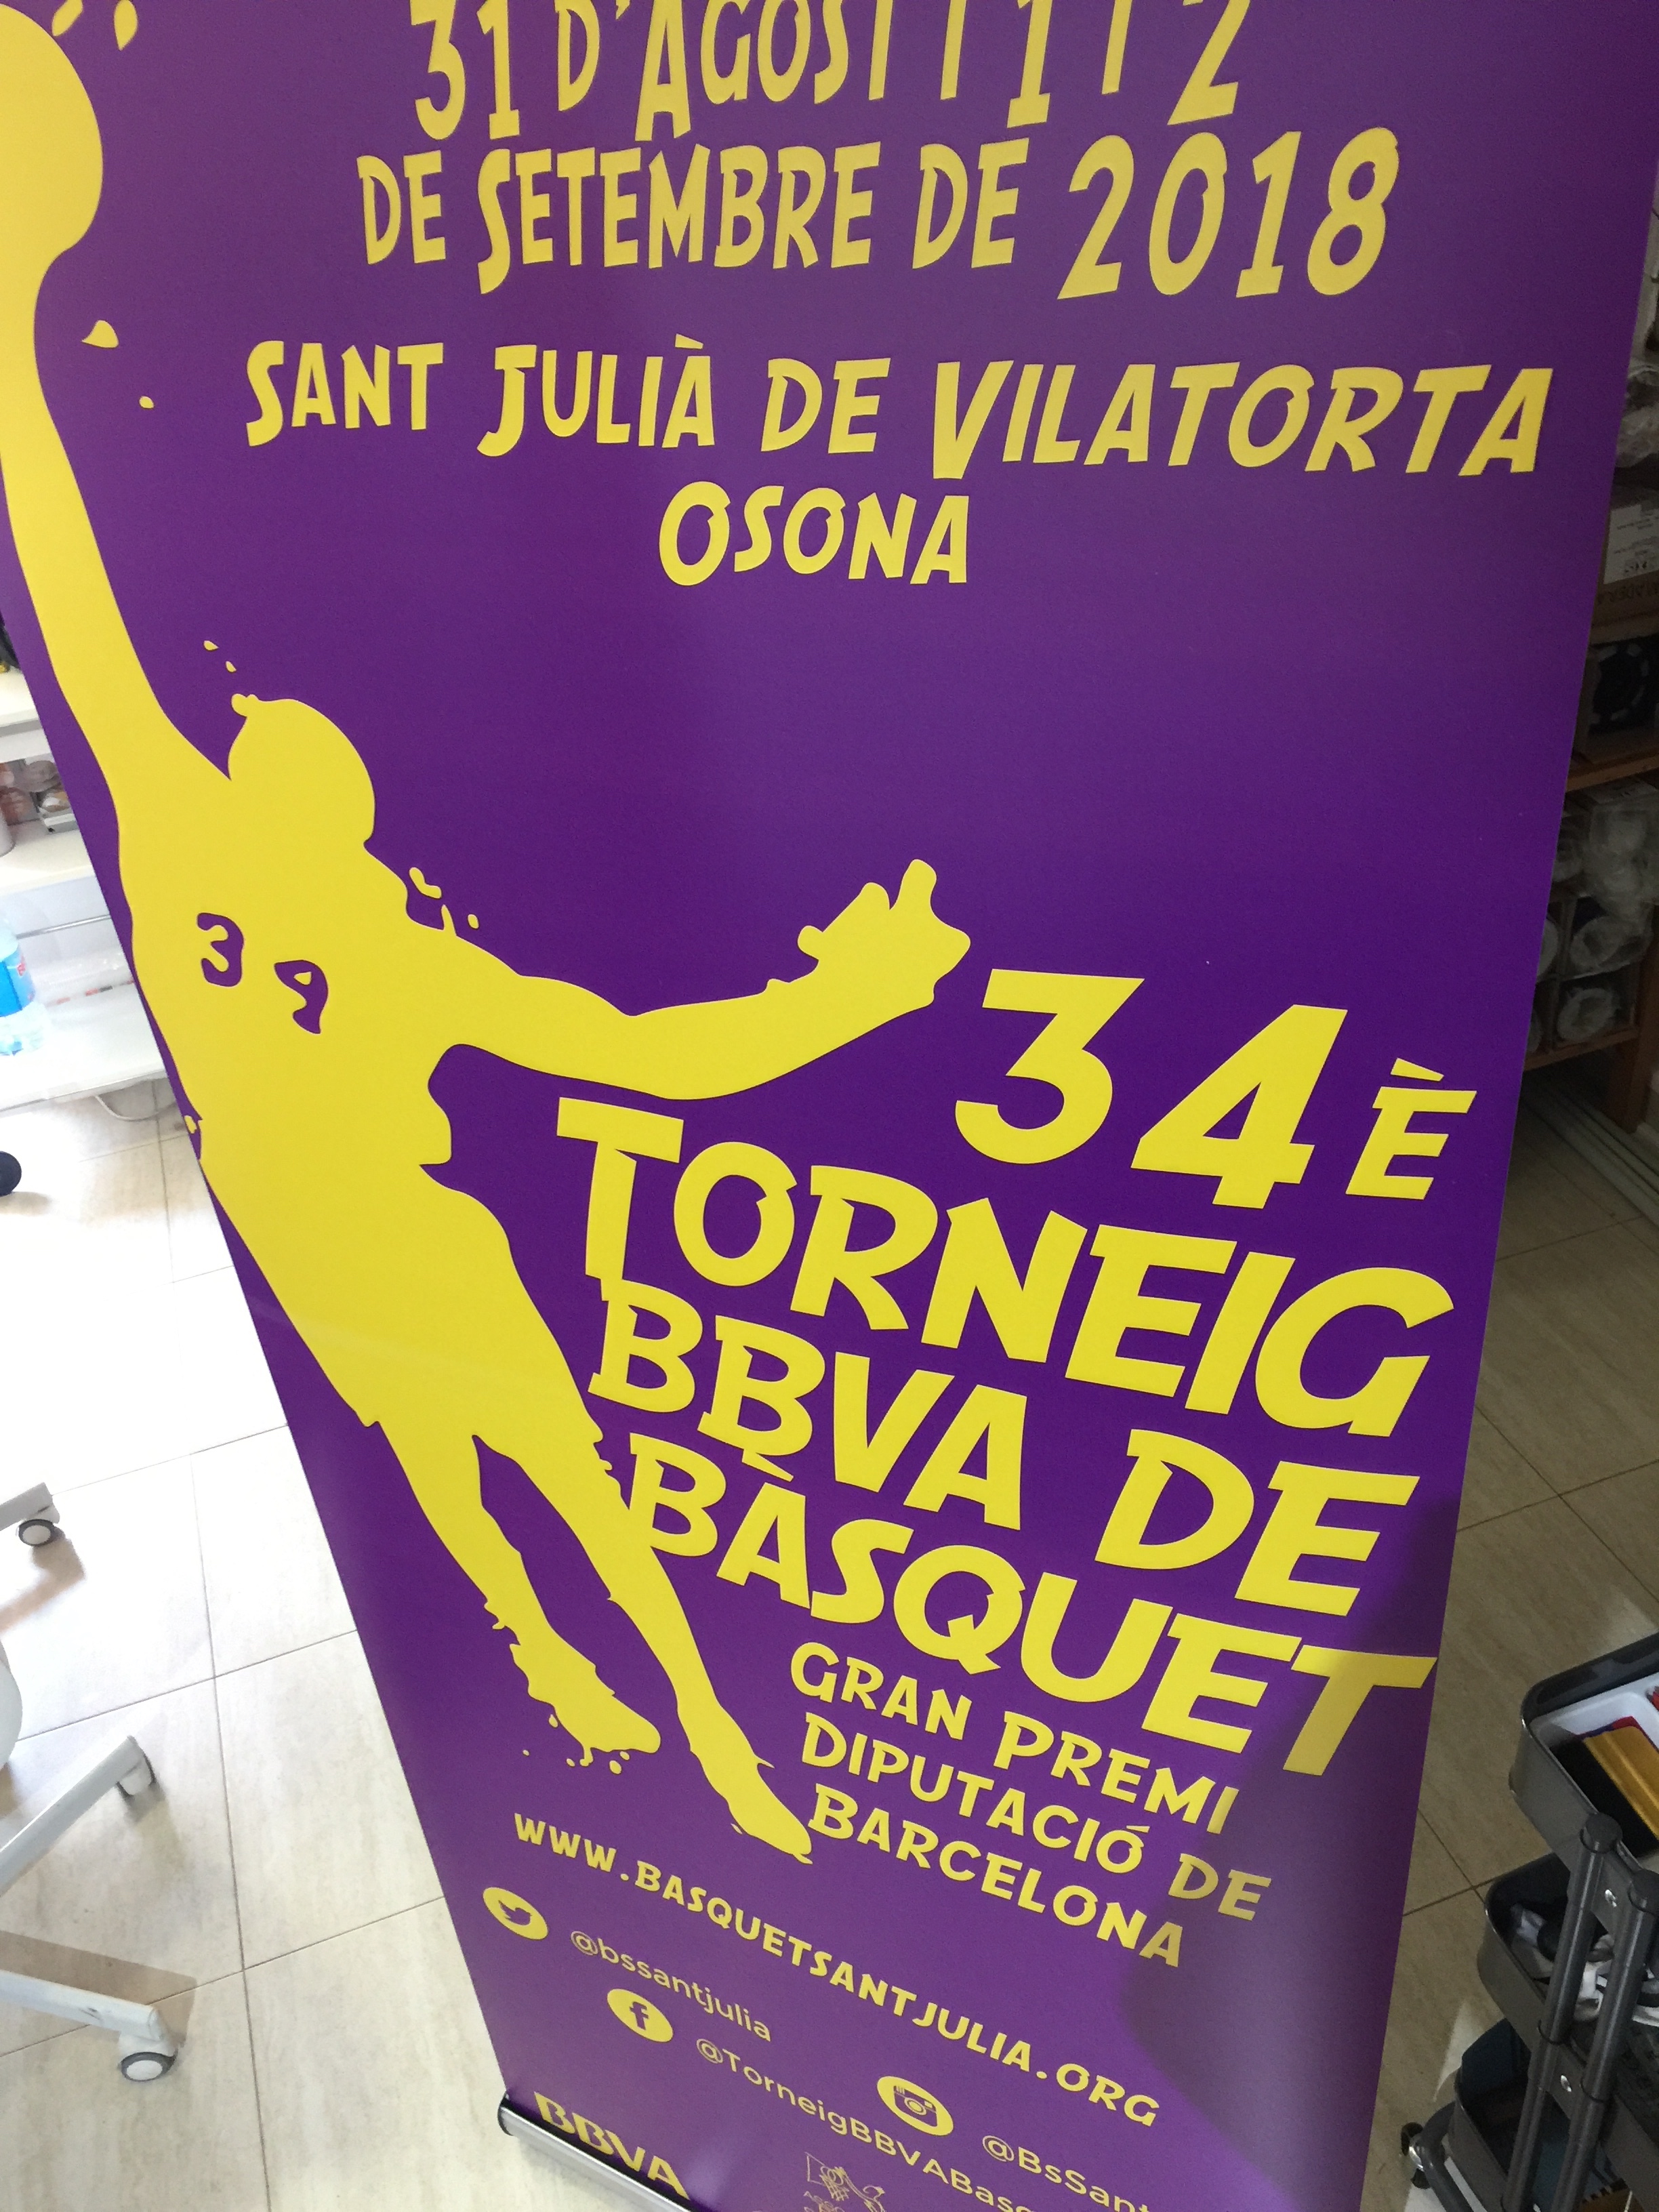 31 D'AGOST I 1 I 2
DE SETEMBRE DE 2018
SANT JULIÀ DE VILATORTA
OSONA
39
34È
TORNEIG
BBVA DE
BÀSQUET
GRAN PREMI
DIPUTACIÓ DE
BARCELONA
WWW.BASQUETSANTJULIA.ORG
@bssantjulia
@TorneigBBVABasq
@BsSant
BBVA